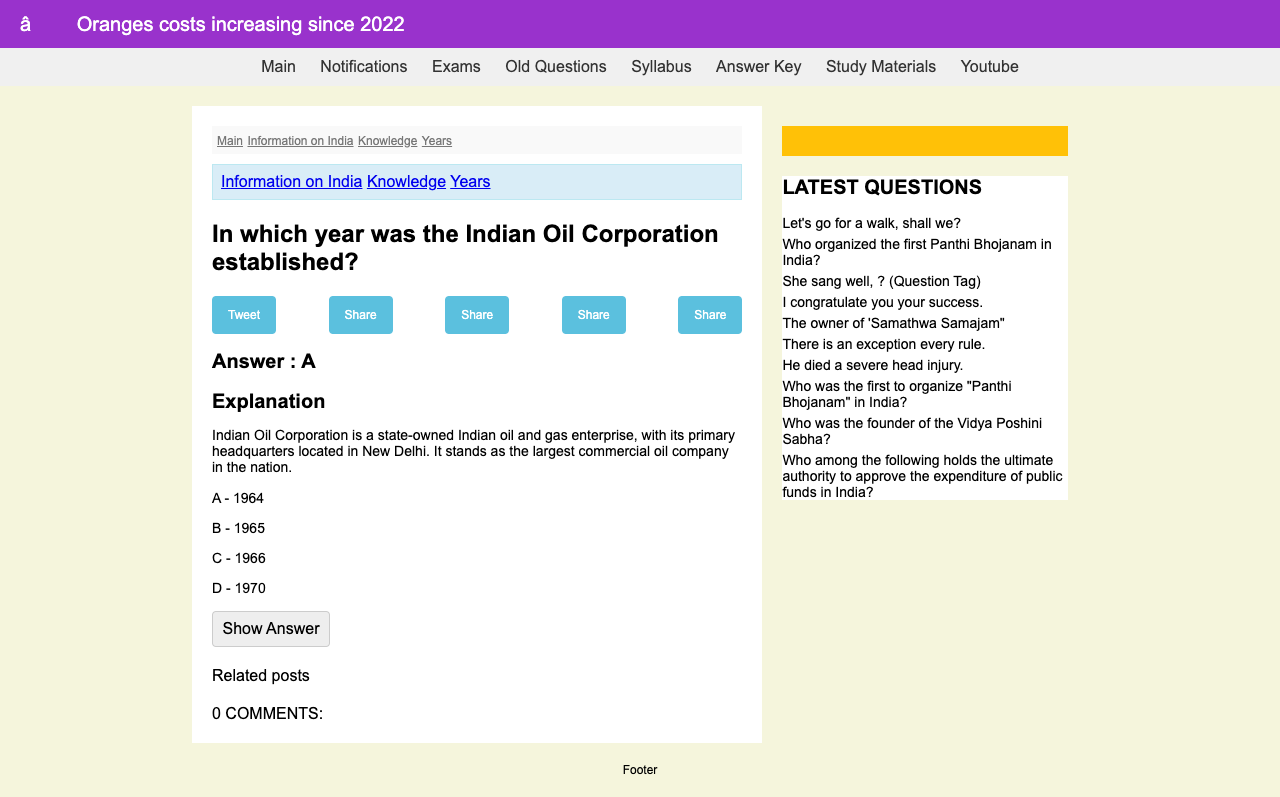 â Oranges costs increasing since 2022
Main Notifications Exams Old Questions Syllabus Answer Key Study Materials Youtube
Main Information on India Knowledge Years
Information on India Knowledge Years
In which year was the Indian Oil Corporation
established?
Tweet Share Share Share Share
Answer : A
Explanation
Indian Oil Corporation is a state-owned Indian oil and gas enterprise, with its primary
headquarters located in New Delhi. It stands as the largest commercial oil company
in the nation.
A - 1964
B - 1965
C - 1966
D - 1970
Show Answer
Related posts
0 COMMENTS:
LATEST QUESTIONS
Let's go for a walk, shall we?
Who organized the first Panthi Bhojanam in
India?
She sang well, ? (Question Tag)
I congratulate you your success.
The owner of 'Samathwa Samajam"
There is an exception every rule.
He died a severe head injury.
Who was the first to organize "Panthi
Bhojanam" in India?
Who was the founder of the Vidya Poshini
Sabha?
Who among the following holds the ultimate
authority to approve the expenditure of public
funds in India?
Footer